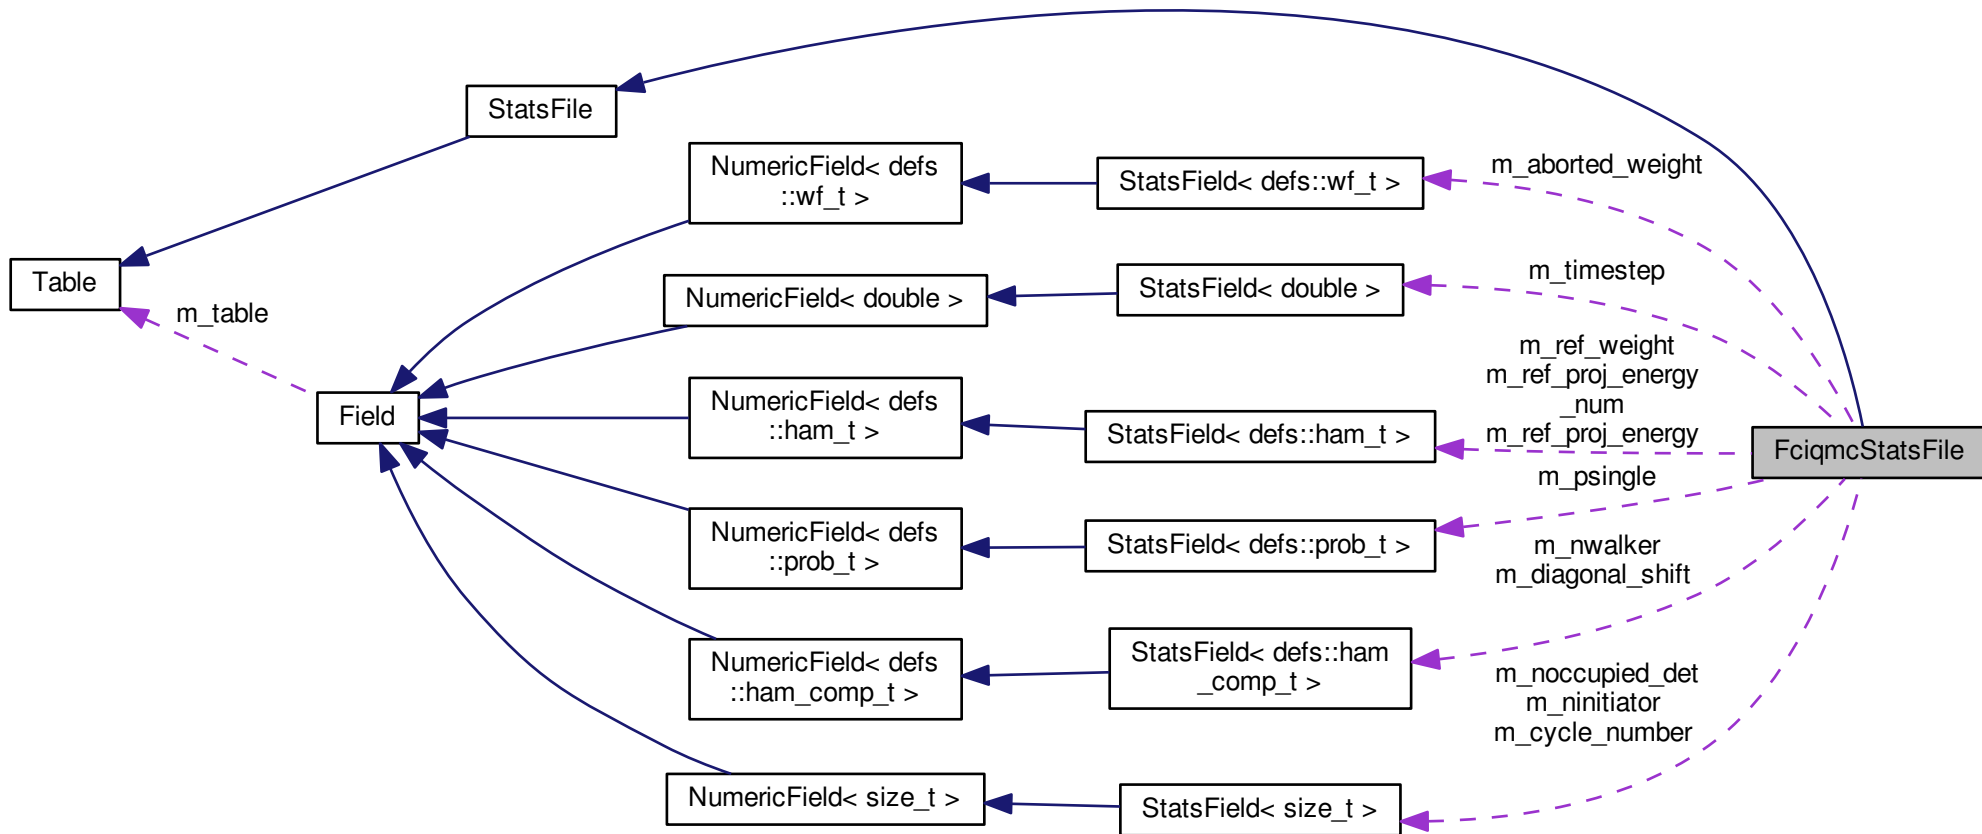 StatsFile
NumericField< defs
::wf_t >
StatsField< defs::wf_t >
m_aborted_weight
Table
m_table
NumericField< double >
StatsField< double >
m_timestep
Field
NumericField< defs
::ham_t >
StatsField< defs::ham_t >
m_ref_weight
m_ref_proj_energy
_num
m_ref_proj_energy
FciqmcStatsFile
NumericField< defs
::prob_t >
StatsField< defs::prob_t >
m_psingle
NumericField< defs
::ham_comp_t >
StatsField< defs::ham
_comp_t >
m_nwalker
m_diagonal_shift
NumericField< size_t >
StatsField< size_t >
m_noccupied_det
m_ninitiator
m_cycle_number